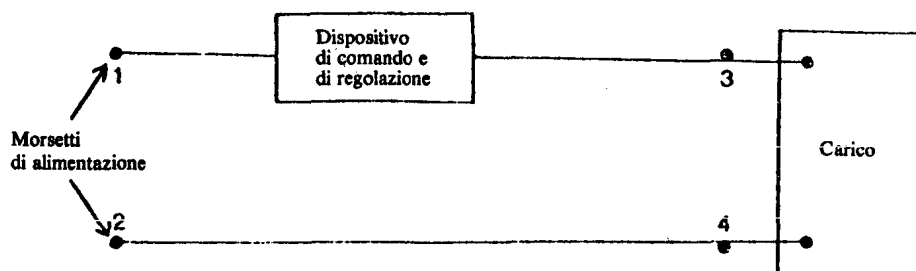 Dispositivo
di comando e
di regolazione
1
3
Morsetti
di alimentazione
Carico
2
4